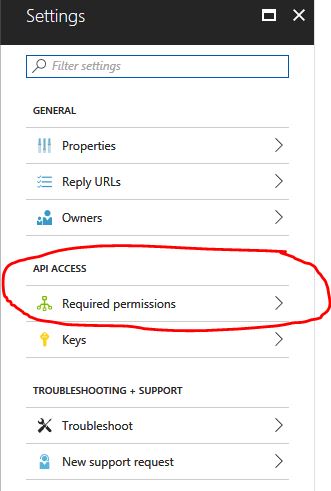 Settings
Filter settings
GENERAL
Properties
Reply URLs
Owners
API ACCESS
Required permissions
Keys
TROUBLESHOOTING + SUPPORT
Troubleshoot
New support request